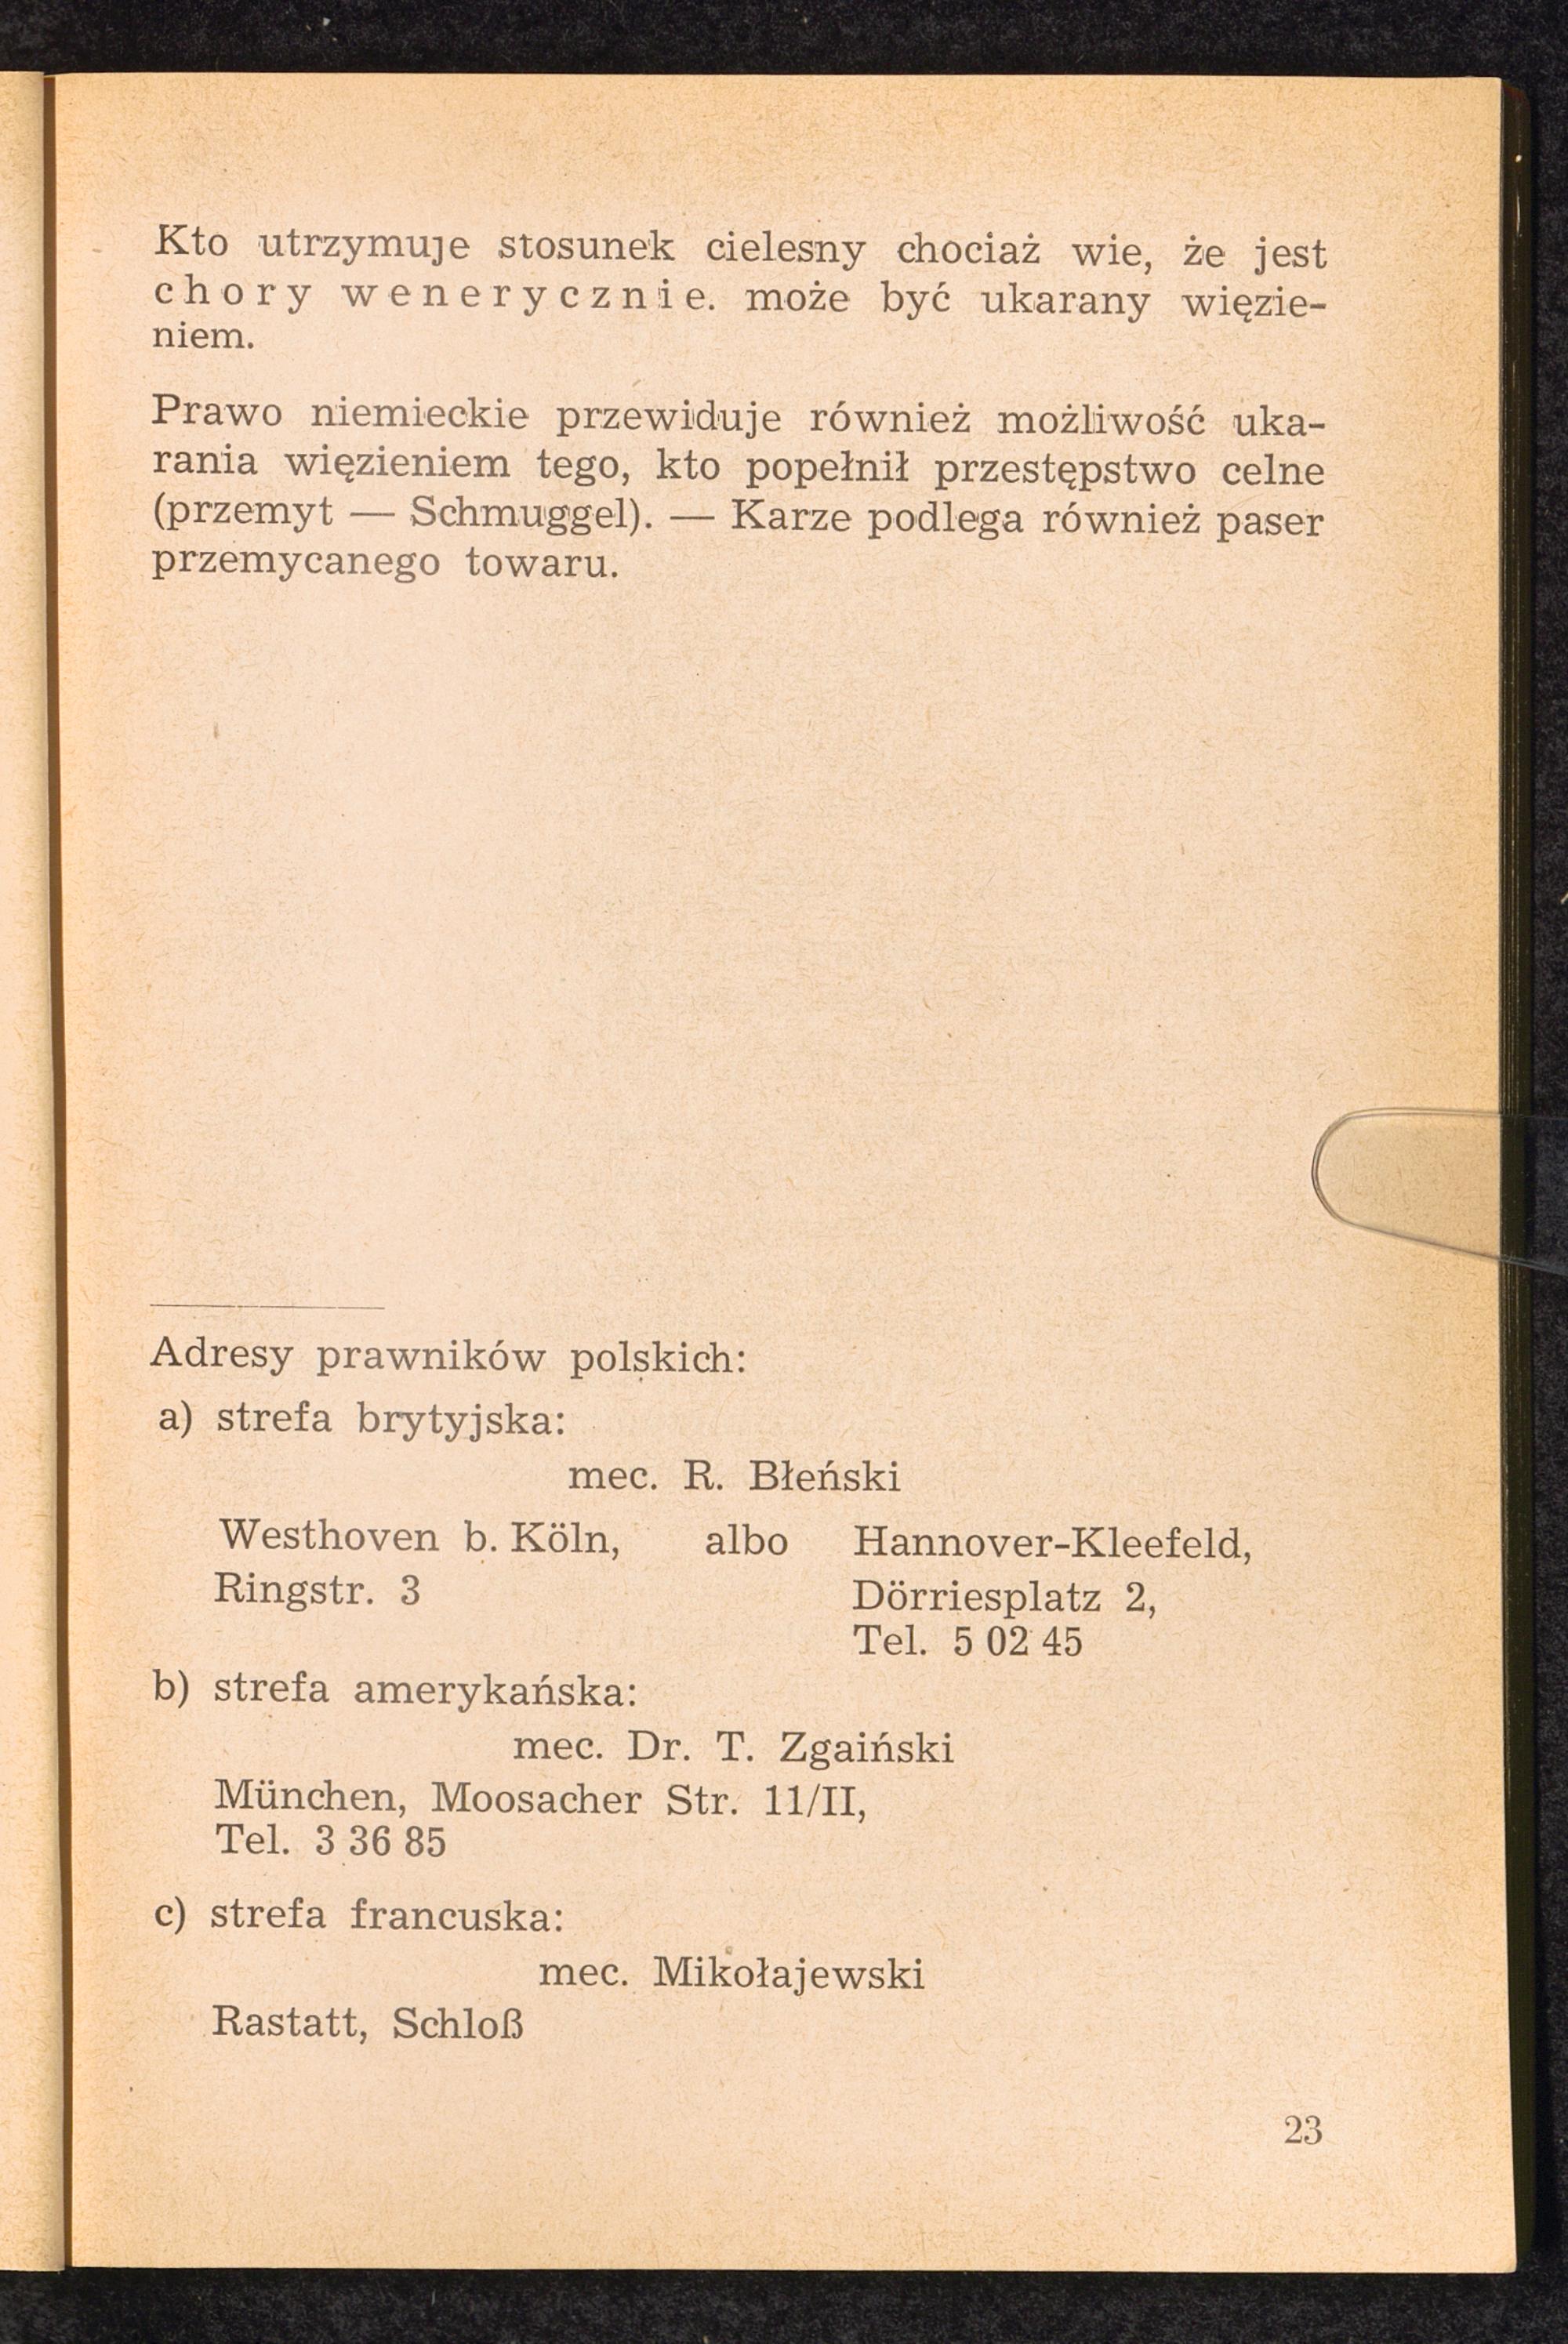 Kto utrzymuje stosunek cielesny chociaż wie, że jest
chory wenerycznie. może być ukarany więzie-
niem.
Prawo niemieckie przewiduje również możliwość uka-
rania więzieniem tego, kto popełnił przestępstwo celne
(przemyt — Schmuggel). — Karze podlega również paser
przemycanego towaru.
Adresy prawników polskich:
a) strefa brytyjska:
mec. R. Błeński
Westhoven b. Köln, albo Hannover-Kleefeld,
Ringstr. 3 Dörriesplatz 2,
Tel. 5 02 45
b) strefa amerykańska:
mec. Dr. T. Zgaiński
München, Moosacher Str. 11/II,
Tel. 3 36 85
c) strefa francuska:
mec. Mikołajewski
Rastatt, Schloß
23